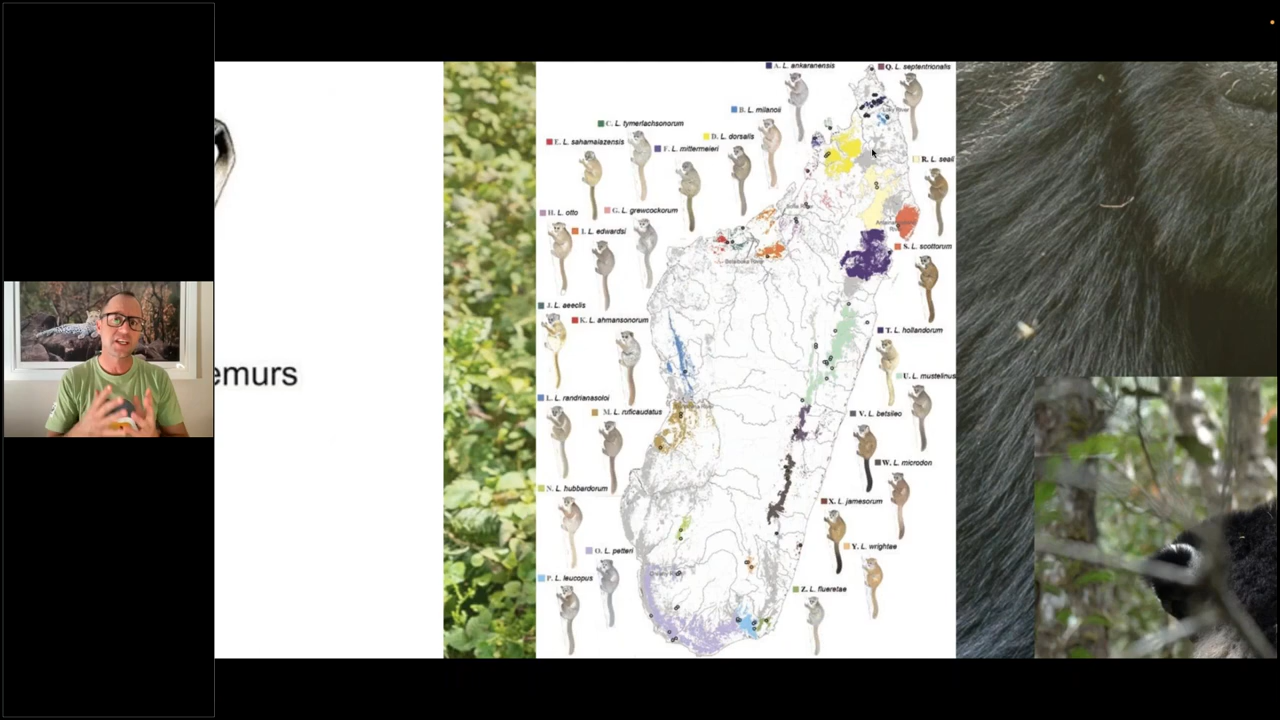 emurs
A. L. ankaranensis
Q. L. septentrionalis
B. L. milanoii
C. L. tymerlachsonorum
D. L. dorsalis
E. L. sahamalazensis
F. L. mittermeieri
R. L. seali
H. L. otto
G. L. grewcockorum
I. L. edwardsi
S. L. scottorum
J. L. aeeclis
K. L. ahmansonorum
T. L. hollandorum
U. L. mustelinus
L. L. randrianasoloi
M. L. ruficaudatus
V. L. betsileo
W. L. microdon
N. L. hubbardorum
X. L. jamesorum
O. L. petteri
Y. L. wrightae
P. L. leucopus
Z. L. fleuretae